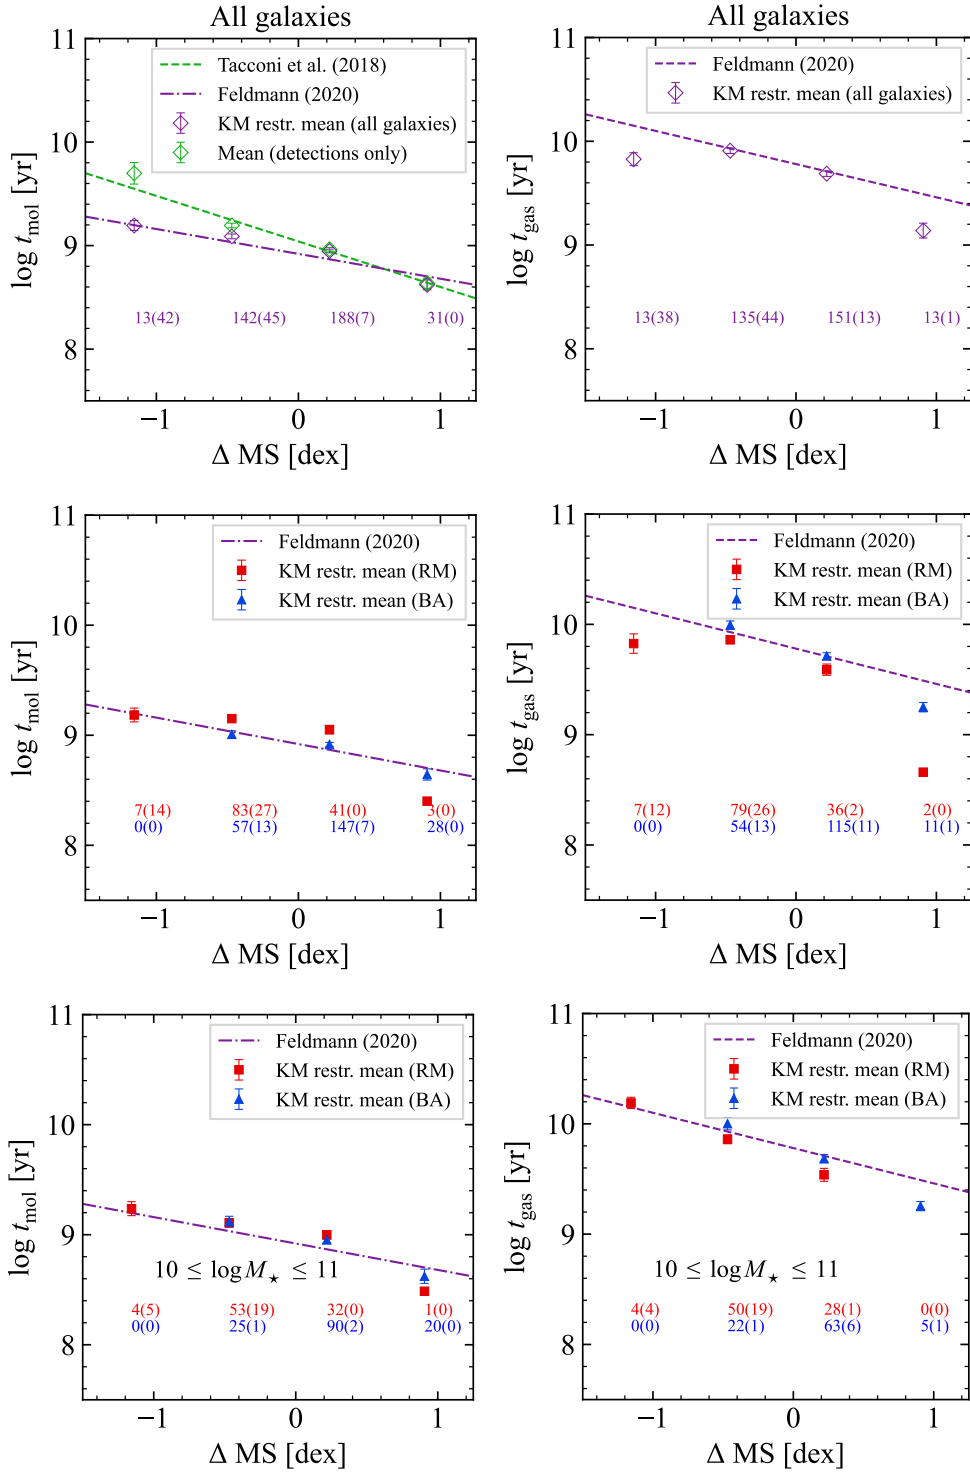 All galaxies
11
10
9
8
−1
0
1
log t_mol [yr]
Δ MS [dex]
Tacconi et al. (2018)
Feldmann (2020)
KM restr. mean (all galaxies)
Mean (detections only)
13(42) 142(45) 188(7) 31(0)
All galaxies
11
10
9
8
−1
0
1
log t_gas [yr]
Δ MS [dex]
Feldmann (2020)
KM restr. mean (all galaxies)
13(38) 135(44) 151(13) 13(1)
11
10
9
8
−1
0
1
log t_mol [yr]
Δ MS [dex]
Feldmann (2020)
KM restr. mean (RM)
KM restr. mean (BA)
7(14) 83(27) 41(0) 3(0)
0(0) 57(13) 147(7) 28(0)
11
10
9
8
−1
0
1
log t_gas [yr]
Δ MS [dex]
Feldmann (2020)
KM restr. mean (RM)
KM restr. mean (BA)
7(12) 79(26) 36(2) 2(0)
0(0) 54(13) 115(11) 11(1)
11
10
9
8
−1
0
1
log t_mol [yr]
Δ MS [dex]
Feldmann (2020)
KM restr. mean (RM)
KM restr. mean (BA)
10 ≤ log M⋆ ≤ 11
4(5) 53(19) 32(0) 1(0)
0(0) 25(1) 90(2) 20(0)
11
10
9
8
−1
0
1
log t_gas [yr]
Δ MS [dex]
Feldmann (2020)
KM restr. mean (RM)
KM restr. mean (BA)
10 ≤ log M⋆ ≤ 11
4(4) 50(19) 28(1) 0(0)
0(0) 22(1) 63(6) 5(1)